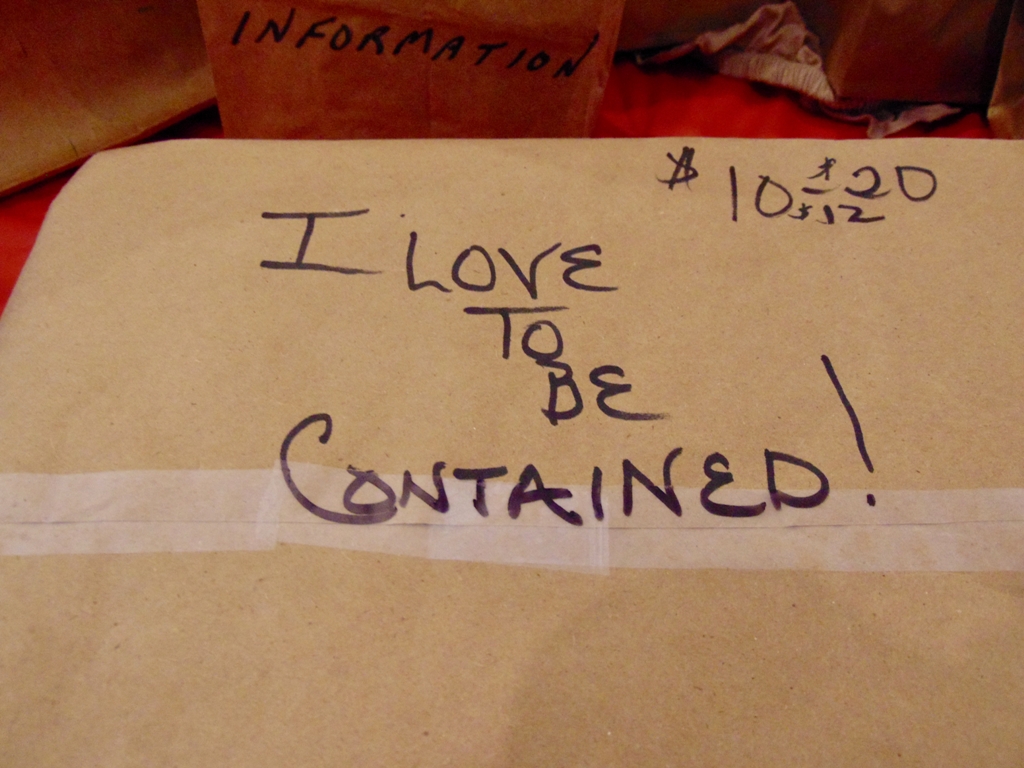 INFORMATION
$ 10 - $20
$12
I LOVE
TO
BE
CONTAINED!